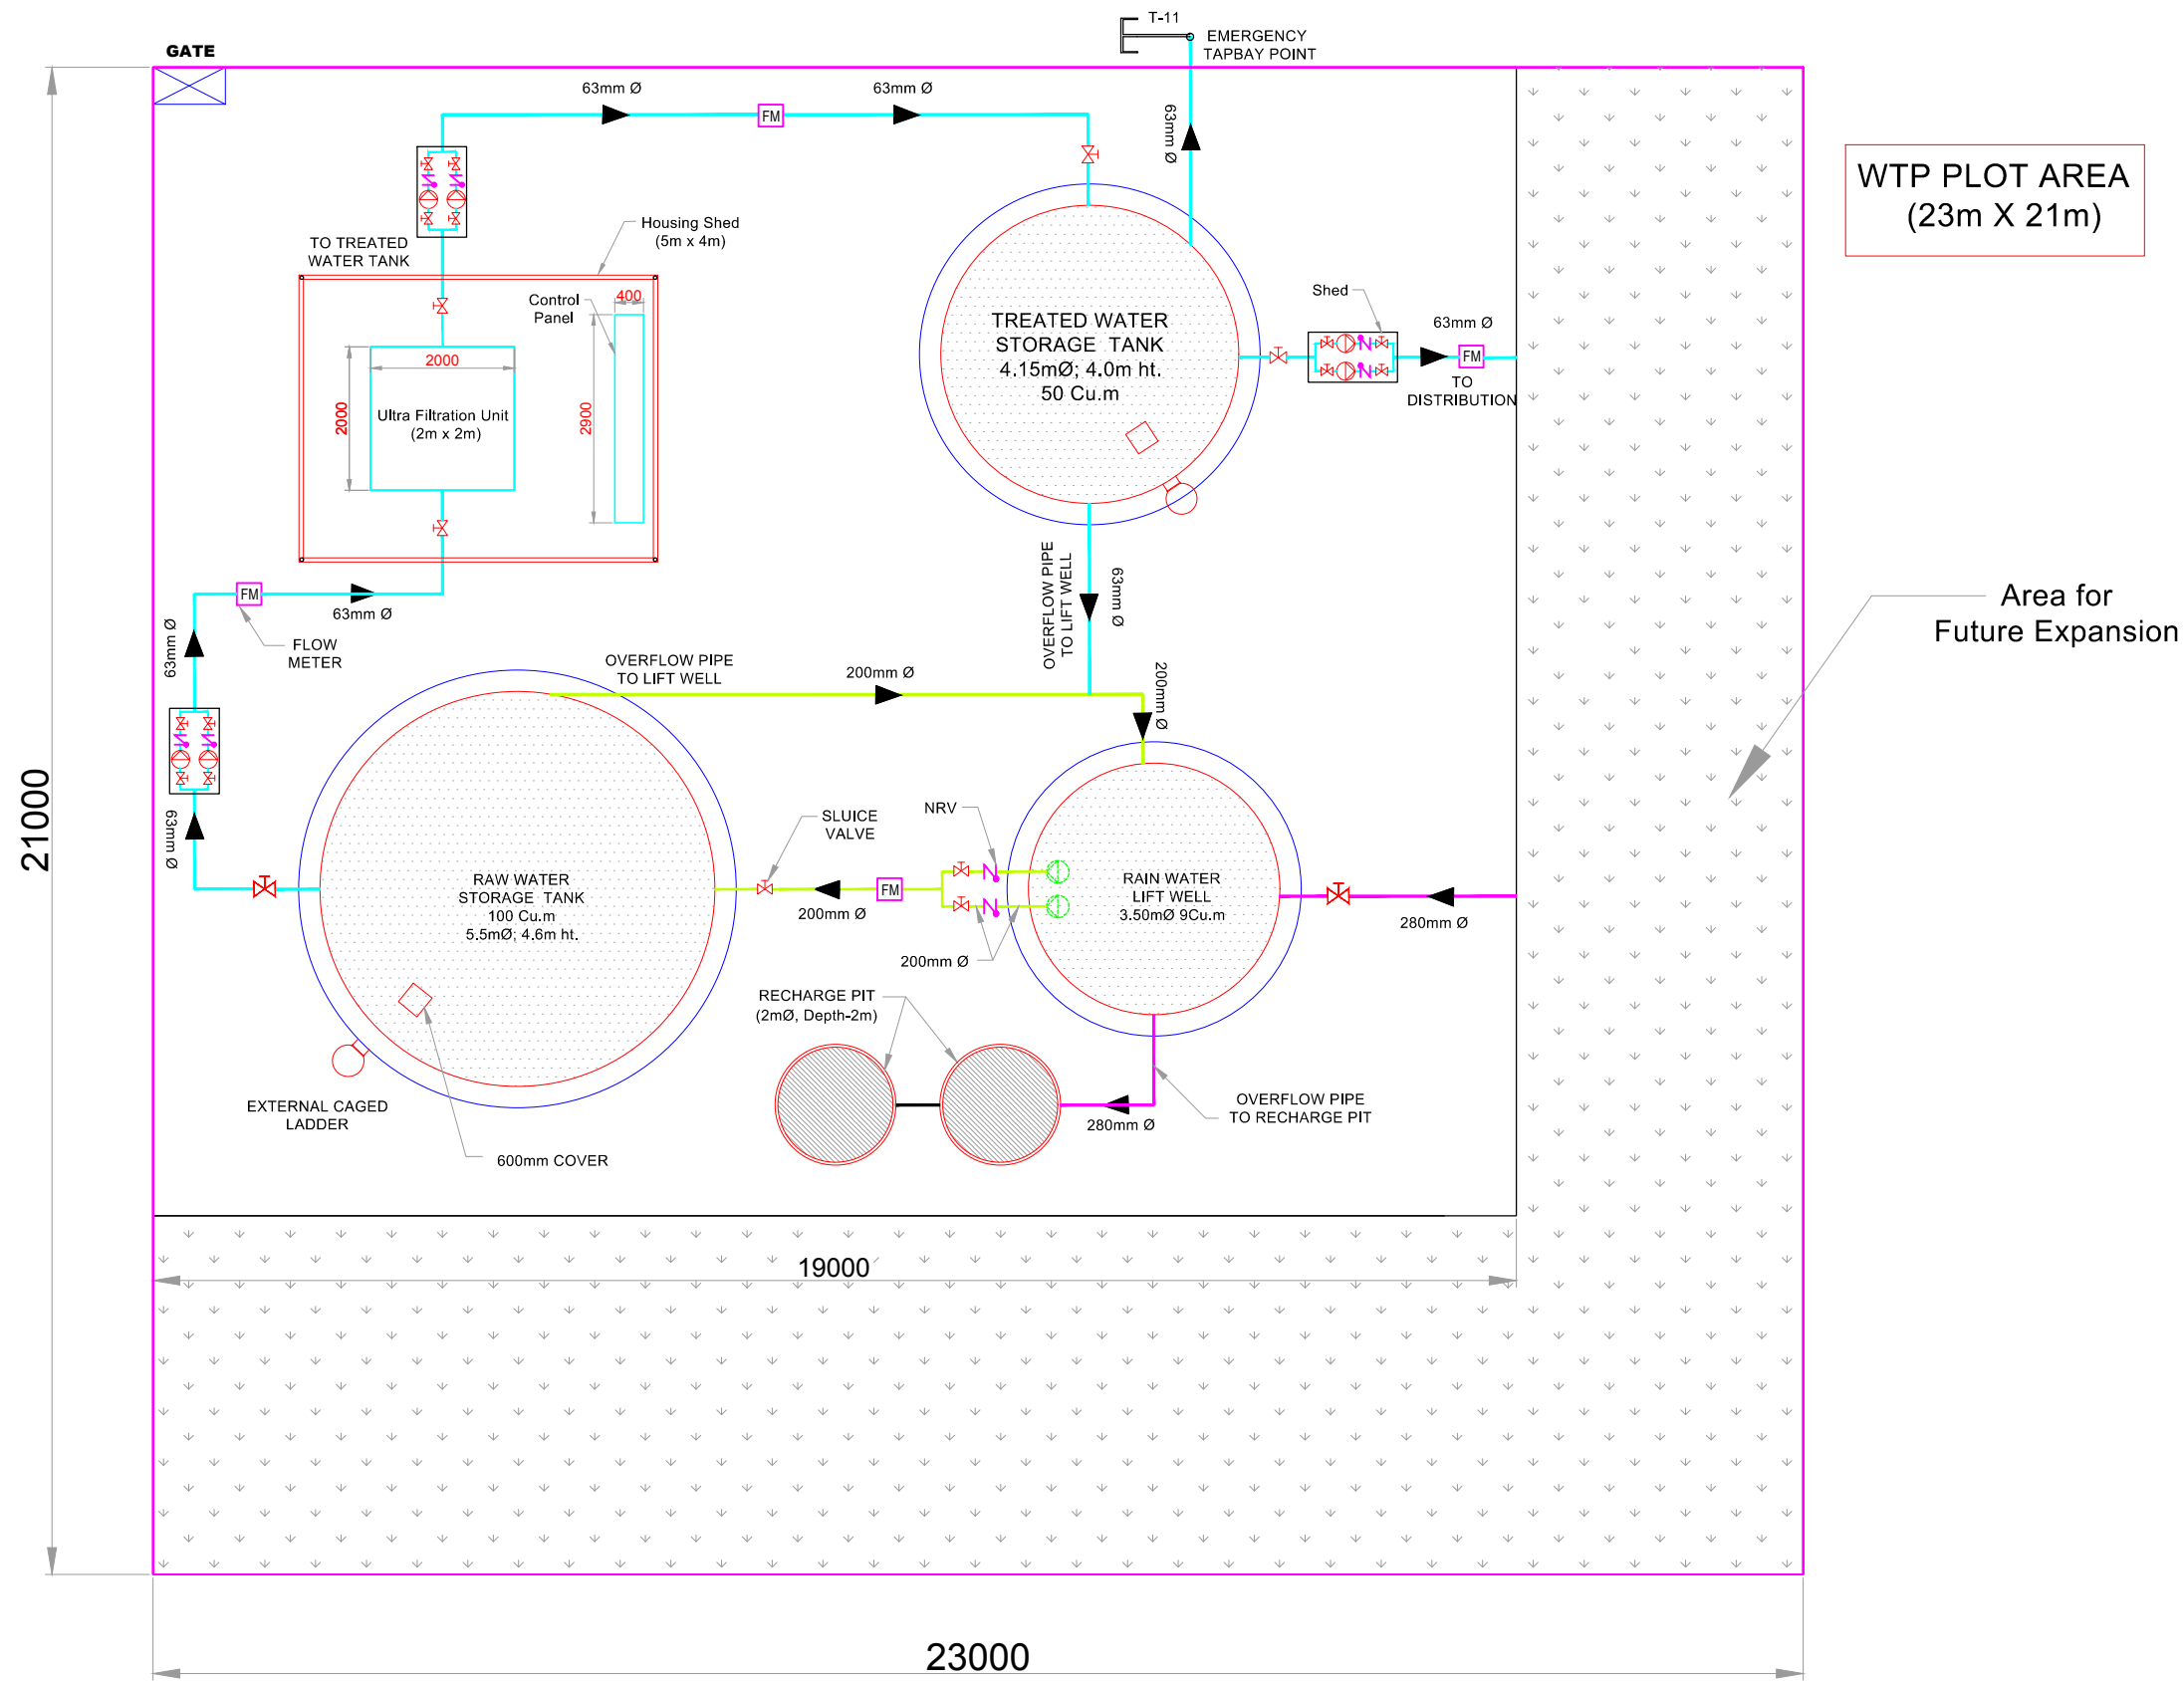 T-11
EMERGENCY
TAPBAY POINT
GATE
63mm Ø
63mm Ø
FM
63mm Ø
WTP PLOT AREA
(23m X 21m)
Housing Shed
(5m x 4m)
TO TREATED
WATER TANK
Control
Panel
400
2900
2000
2000
Ultra Filtration Unit
(2m x 2m)
TREATED WATER
STORAGE TANK
4.15mØ; 4.0m ht.
50 Cu.m
Shed
63mm Ø
FM
TO
DISTRIBUTION
OVERFLOW PIPE
TO LIFT WELL
63mm Ø
FM
63mm Ø
63mm Ø
FLOW
METER
Area for
Future Expansion
OVERFLOW PIPE
TO LIFT WELL
200mm Ø
200mm Ø
63mm Ø
SLUICE
VALVE
NRV
FM
200mm Ø
200mm Ø
RAW WATER
STORAGE TANK
100 Cu.m
5.5mØ; 4.6m ht.
RAIN WATER
LIFT WELL
3.50mØ 9Cu.m
280mm Ø
RECHARGE PIT
(2mØ, Depth-2m)
EXTERNAL CAGED
LADDER
600mm COVER
OVERFLOW PIPE
TO RECHARGE PIT
280mm Ø
21000
19000
23000